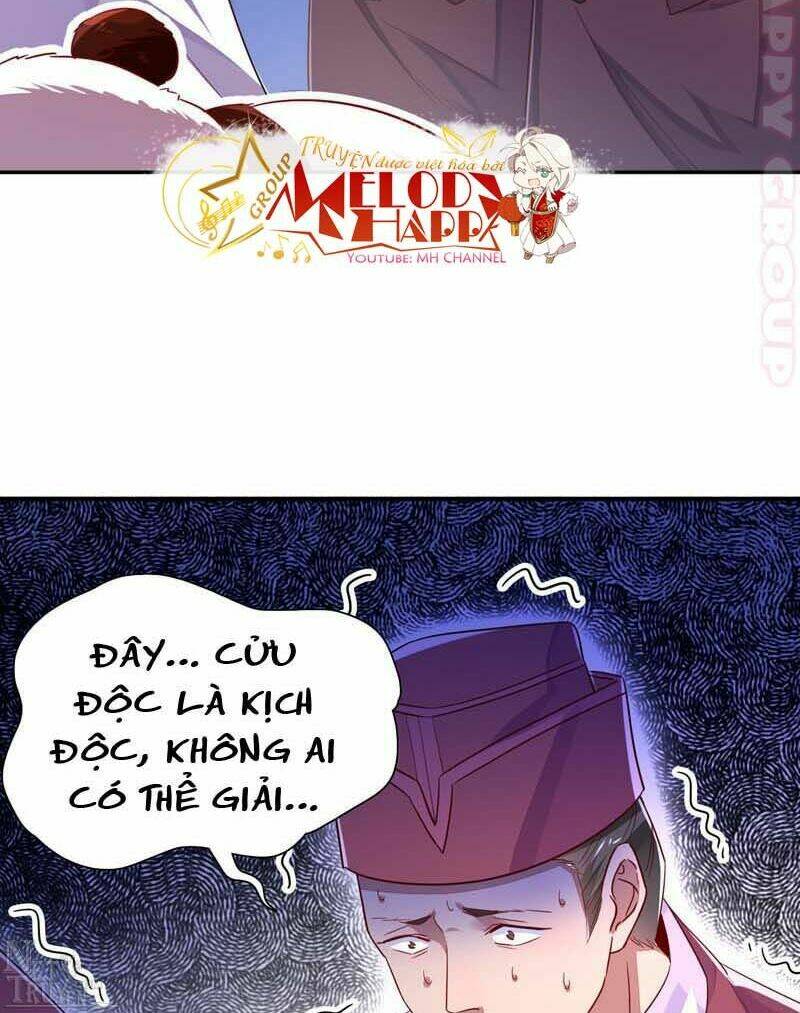 TRUYỆN được việt hóa bởi
GROUP
MELODY
HAPPY
YOUTUBE: MH CHANNEL
APPY GROUP
ĐÂY... CỬU
ĐỘC LÀ KỊCH
ĐỘC, KHÔNG AI
CÓ THỂ GIẢI...